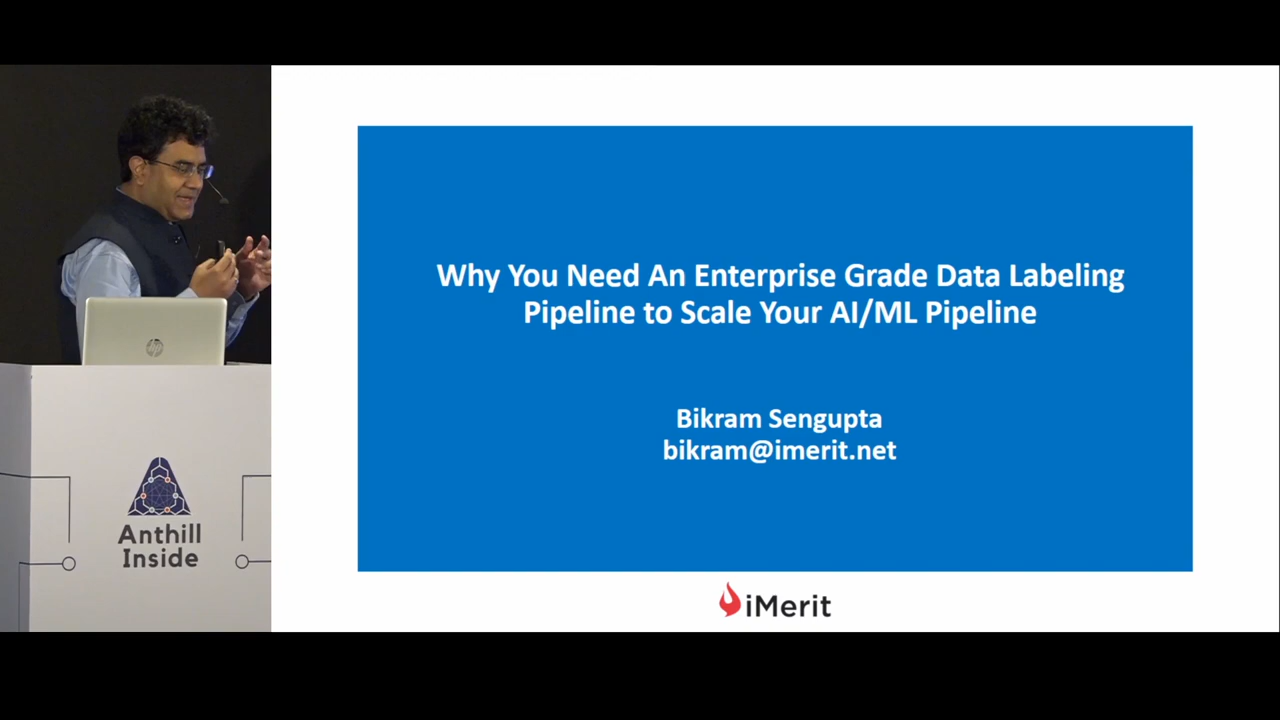 Why You Need An Enterprise Grade Data Labeling
Pipeline to Scale Your AI/ML Pipeline
Bikram Sengupta
bikram@imerit.net
iMerit
hp
Anthill
Inside